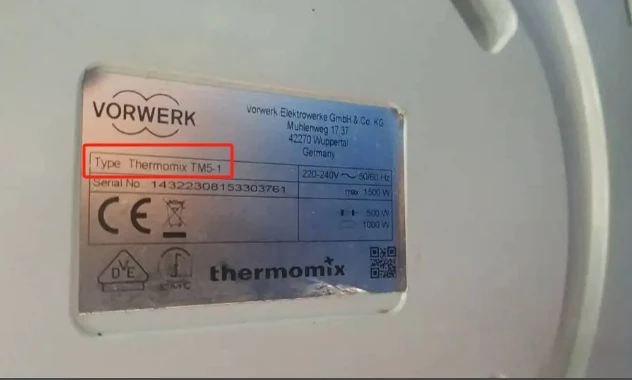 VORWERK
Vorwerk Elektrowerke GmbH & Co. KG
Mühlenweg 17 37
42270 Wuppertal
Germany
Type Thermomix TM5-1
220-240V ~ 50/60 Hz
Serial No. 14322308153303761
max 1500 W
500 W
1000 W
CE
DVE
thermomix